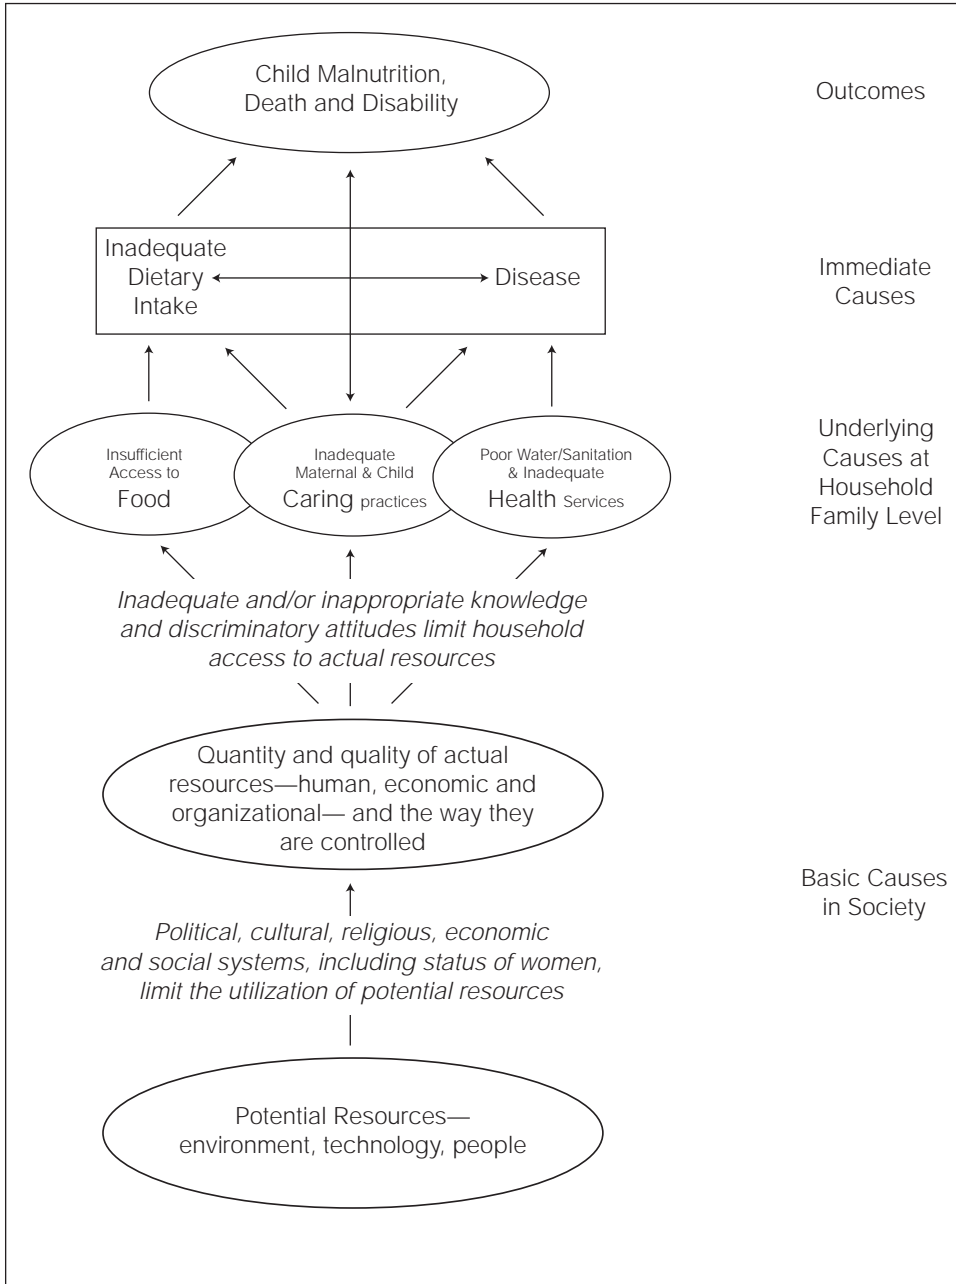 Child Malnutrition,
Death and Disability
Outcomes
Inadequate
Dietary
Intake
Disease
Immediate
Causes
Insufficient
Access to
Food
Inadequate
Maternal & Child
Caring practices
Poor Water/Sanitation
& Inadequate
Health Services
Underlying
Causes at
Household
Family Level
Inadequate and/or inappropriate knowledge
and discriminatory attitudes limit household
access to actual resources
Quantity and quality of actual
resources—human, economic and
organizational— and the way they
are controlled
Basic Causes
in Society
Political, cultural, religious, economic
and social systems, including status of women,
limit the utilization of potential resources
Potential Resources—
environment, technology, people